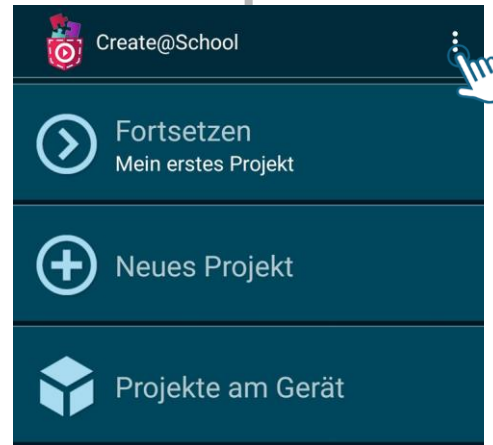 Create@School
Fortsetzen
Mein erstes Projekt
Neues Projekt
Projekte am Gerät